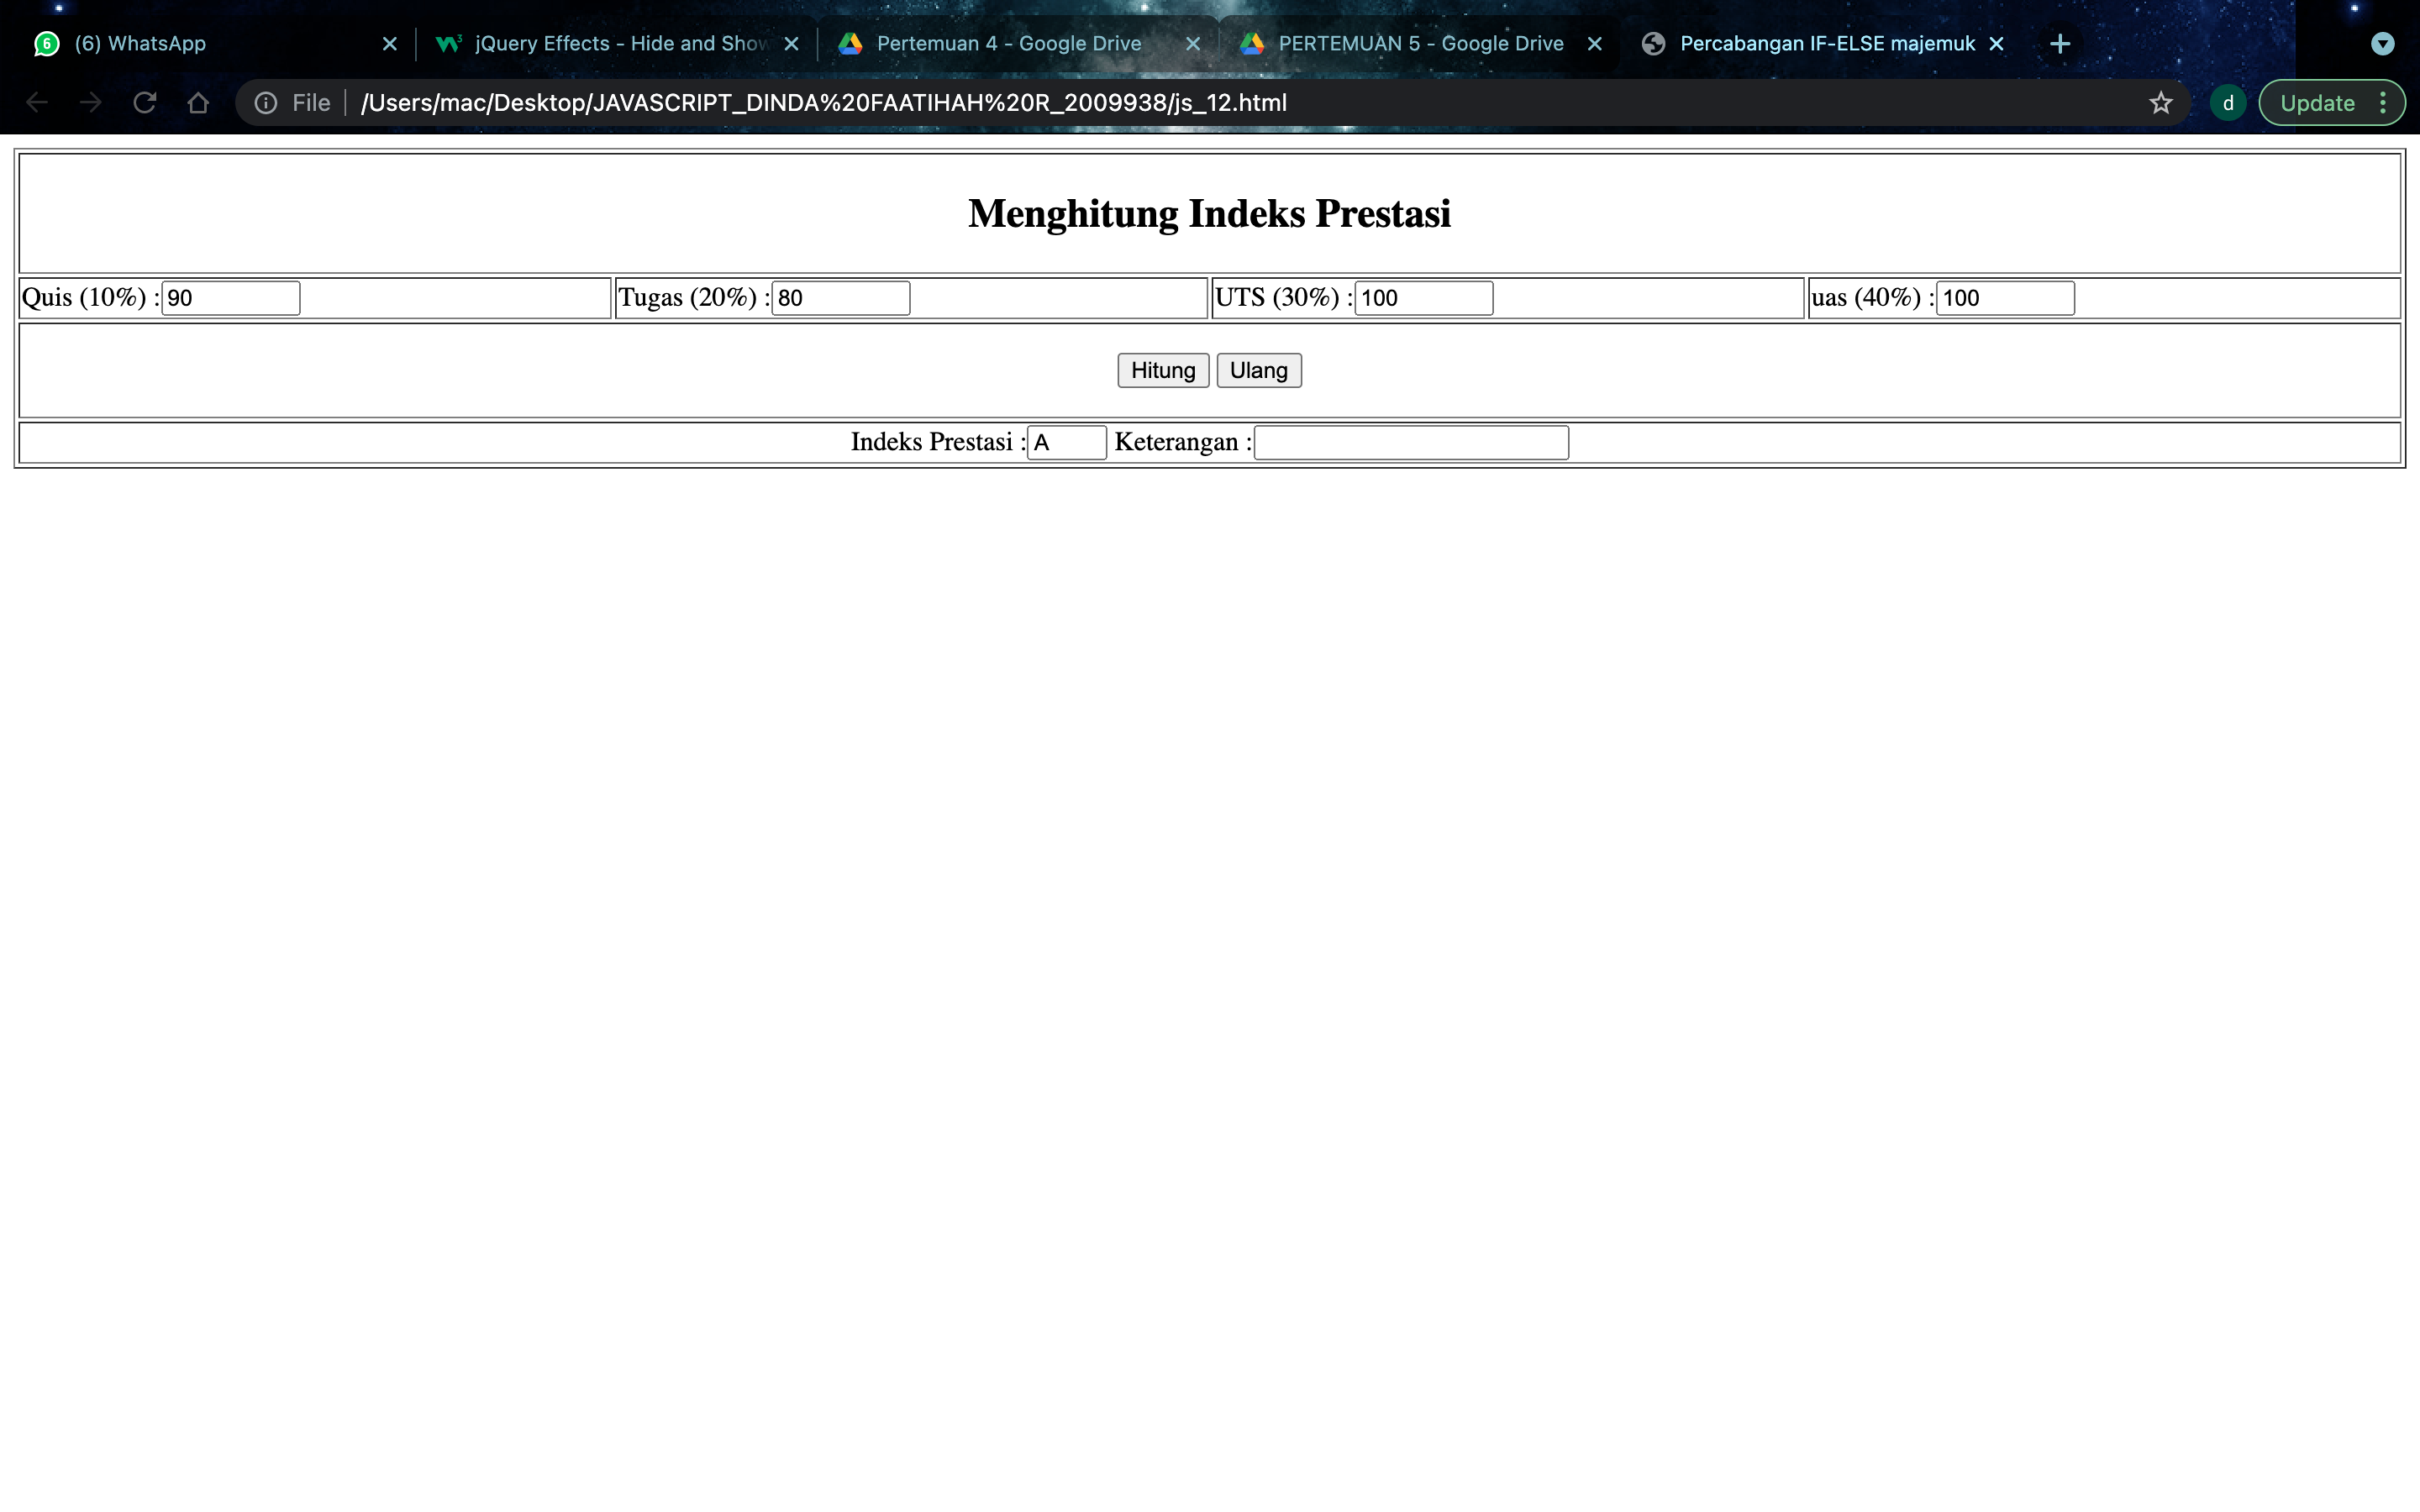 6 (6) WhatsApp jQuery Effects - Hide and Show Pertemuan 4 - Google Drive PERTEMUAN 5 - Google Drive Percabangan IF-ELSE majemuk
File /Users/mac/Desktop/JAVASCRIPT_DINDA%20FAATIHAH%20R_2009938/js_12.html d Update
Menghitung Indeks Prestasi
Quis (10%) : 90 Tugas (20%) : 80 UTS (30%) : 100 uas (40%) : 100
Hitung Ulang
Indeks Prestasi : A Keterangan :